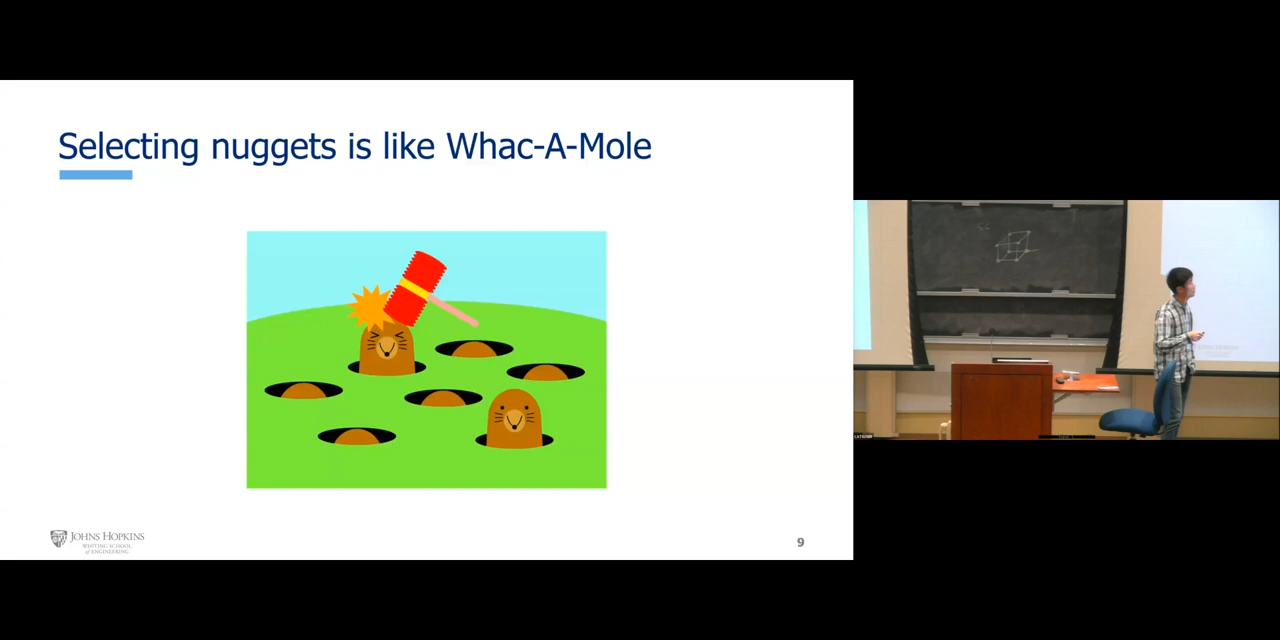 Selecting nuggets is like Whac-A-Mole
JOHNS HOPKINS
WHITING SCHOOL
of ENGINEERING
9